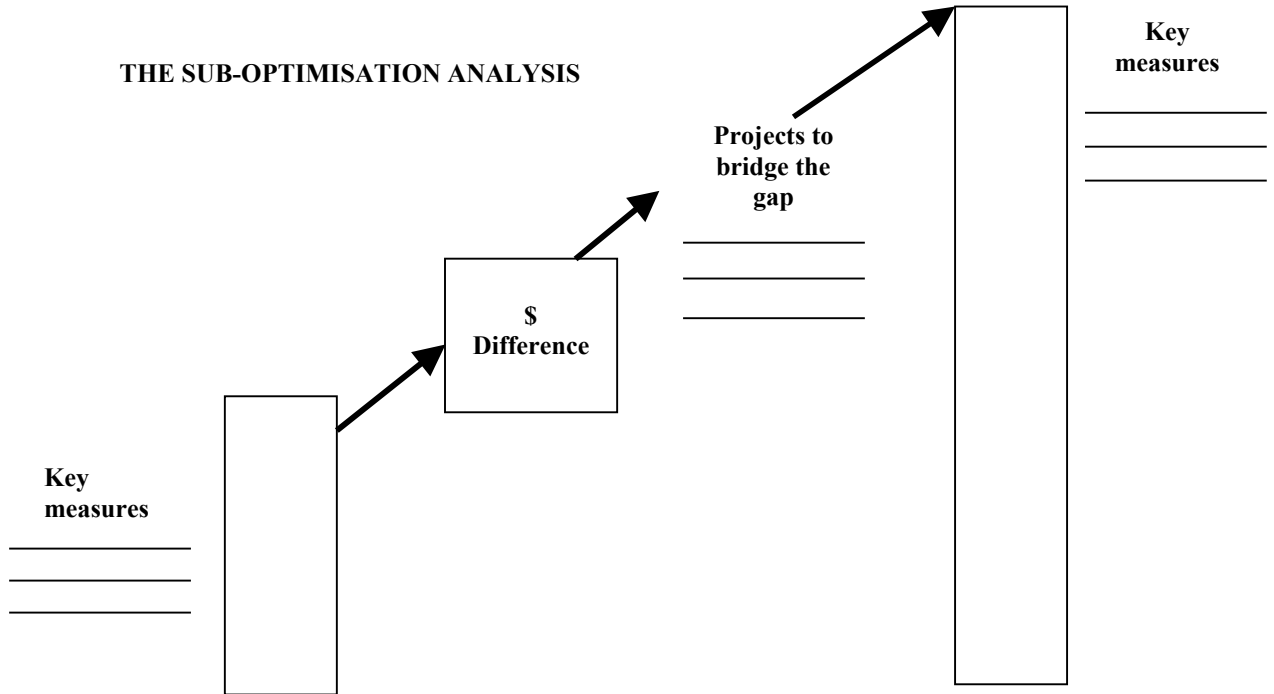 THE SUB-OPTIMISATION ANALYSIS
Key
measures
Projects to
bridge the
gap
$
Difference
Key
measures